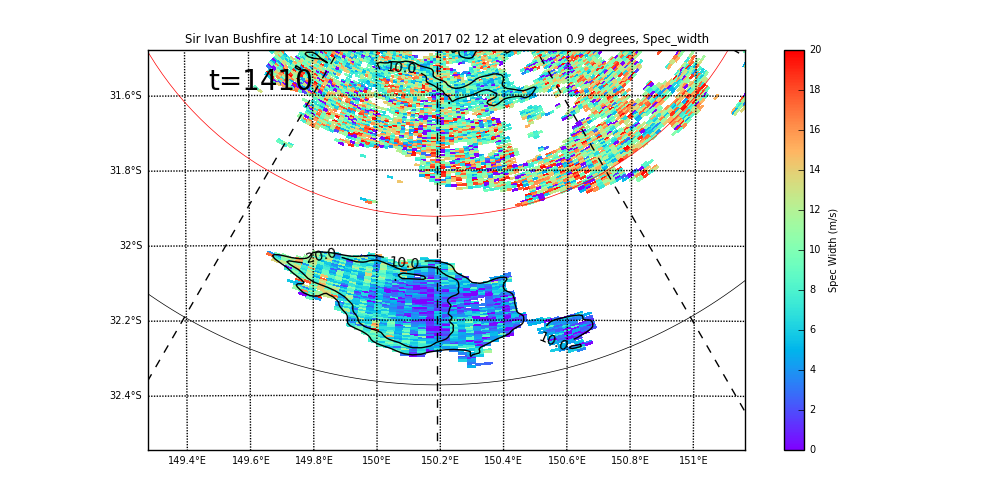 Sir Ivan Bushfire at 14:10 Local Time on 2017 02 12 at elevation 0.9 degrees, Spec_width
t=1410
10.0
31.6°S
31.8°S
32°S
32.2°S
32.4°S
20.0
10.0
10.0
149.4°E 149.6°E 149.8°E 150°E 150.2°E 150.4°E 150.6°E 150.8°E 151°E
20
18
16
14
12
10
8
6
4
2
0
Spec Width (m/s)